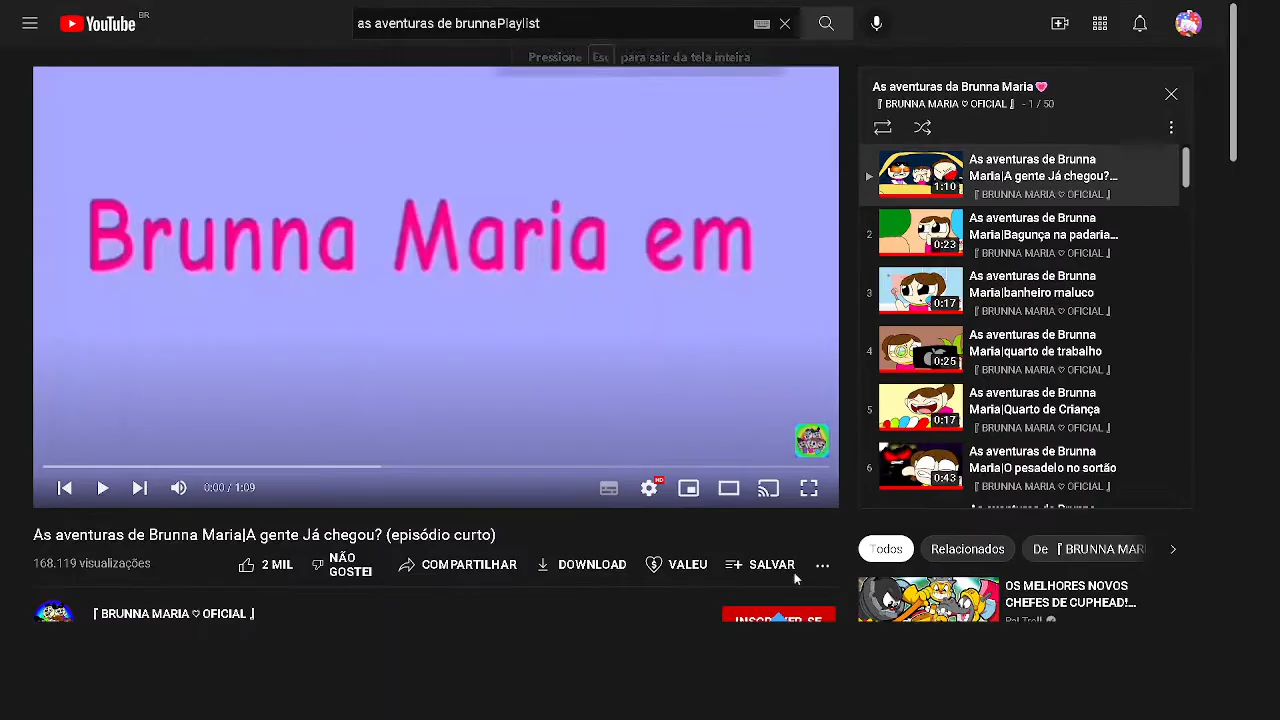 YouTube BR
as aventuras de brunnaPlaylist
Pressione Esc para sair da tela inteira
Brunna Maria em
0:00 / 1:09
HD
As aventuras de Brunna Maria|A gente Já chegou? (episódio curto)
168.119 visualizações
2 MIL
NÃO
GOSTEI
COMPARTILHAR
DOWNLOAD
VALEU
SALVAR
『 BRUNNA MARIA ♡ OFICIAL 』
INSCREVER-SE
As aventuras da Brunna Maria💗
『 BRUNNA MARIA ♡ OFICIAL 』 - 1 / 50
As aventuras de Brunna
Maria|A gente Já chegou?...
『 BRUNNA MARIA ♡ OFICIAL 』
1:10
2
As aventuras de Brunna
Maria|Bagunça na padaria...
『 BRUNNA MARIA ♡ OFICIAL 』
0:23
3
As aventuras de Brunna
Maria|banheiro maluco
『 BRUNNA MARIA ♡ OFICIAL 』
0:17
4
As aventuras de Brunna
Maria|quarto de trabalho
『 BRUNNA MARIA ♡ OFICIAL 』
0:25
5
As aventuras de Brunna
Maria|Quarto de Criança
『 BRUNNA MARIA ♡ OFICIAL 』
0:17
6
As aventuras de Brunna
Maria|O pesadelo no sortão
『 BRUNNA MARIA ♡ OFICIAL 』
0:43
Todos
Relacionados
De 『 BRUNNA MARI
OS MELHORES NOVOS
CHEFES DE CUPHEAD!...